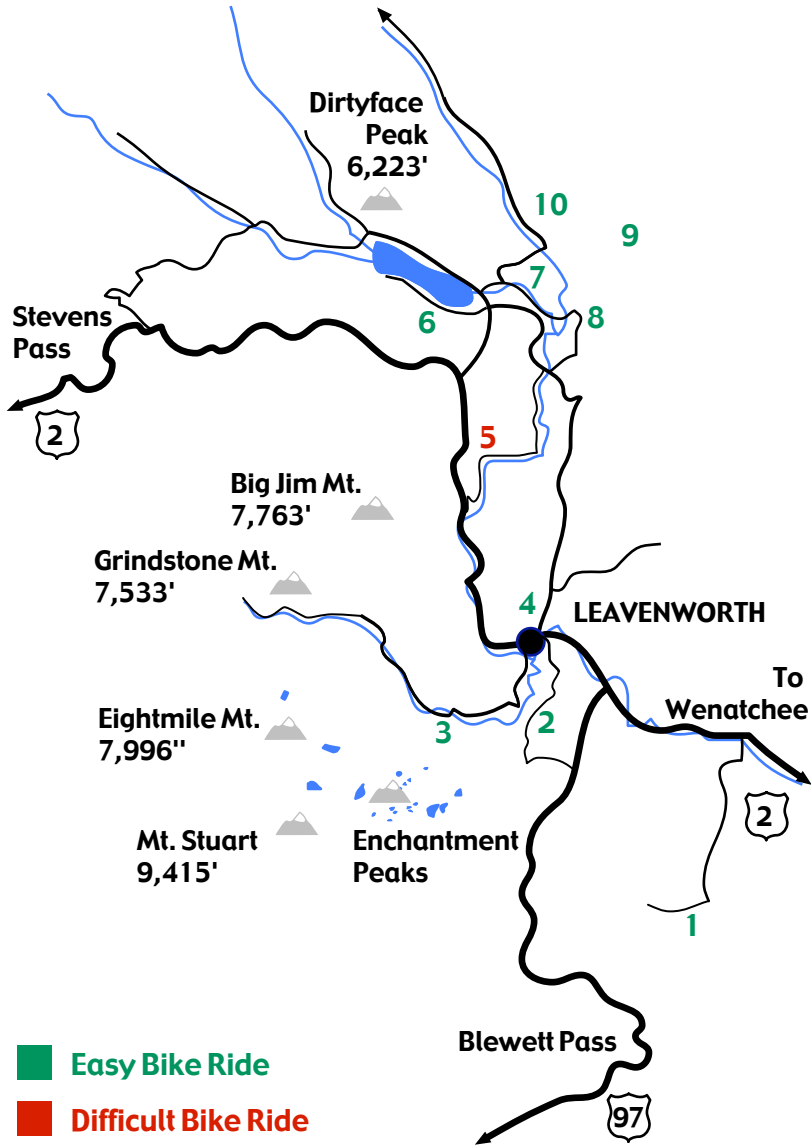 Dirtyface
Peak
6,223'
10
9
7
8
6
Stevens
Pass
2
5
Big Jim Mt.
7,763'
Grindstone Mt.
7,533'
4
LEAVENWORTH
To
Wenatchee
Eightmile Mt.
7,996"
3
2
2
Mt. Stuart
9,415'
Enchantment
Peaks
1
Blewett Pass
97
Easy Bike Ride
Difficult Bike Ride